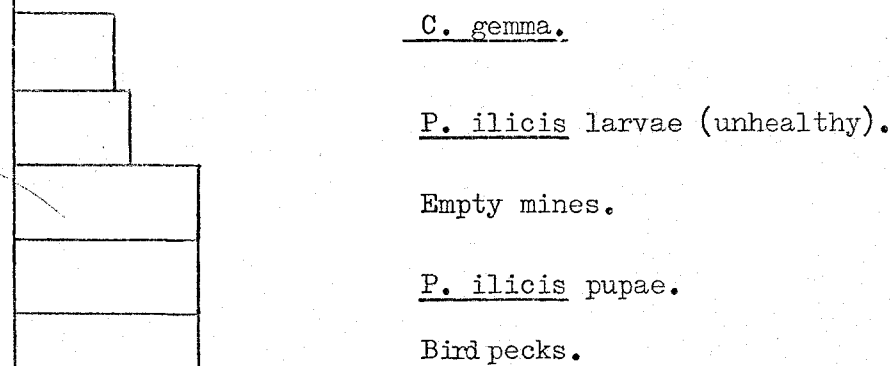 C. gemma.
P. ilicis larvae (unhealthy).
Empty mines.
P. ilicis pupae.
Bird pecks.